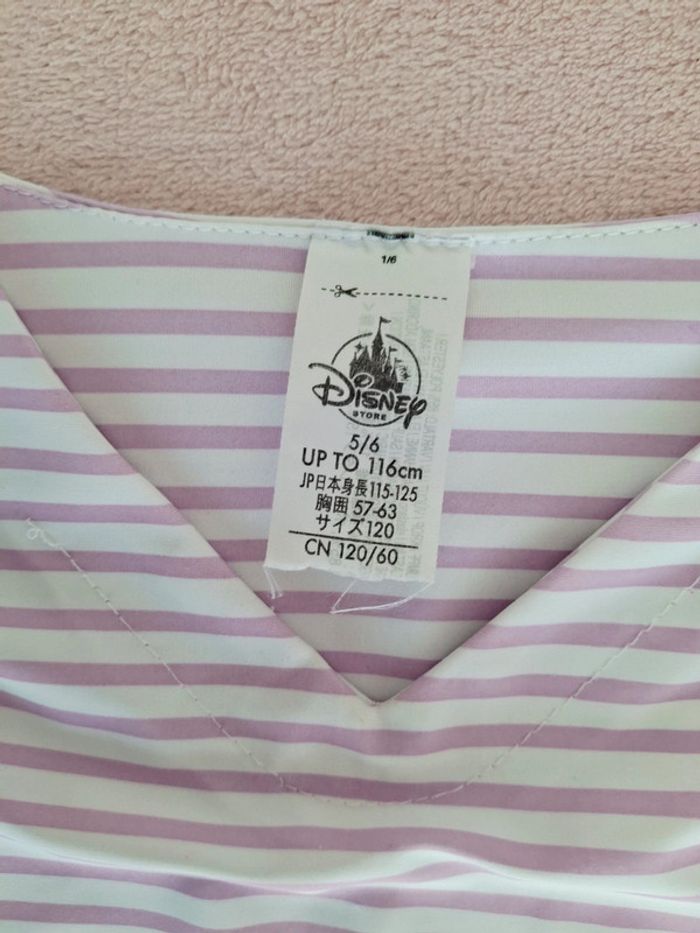 1/6
DISNEY
STORE
5/6
UP TO 116cm
JP日本身長115-125
胸囲 57-63
サイズ120
CN 120/60